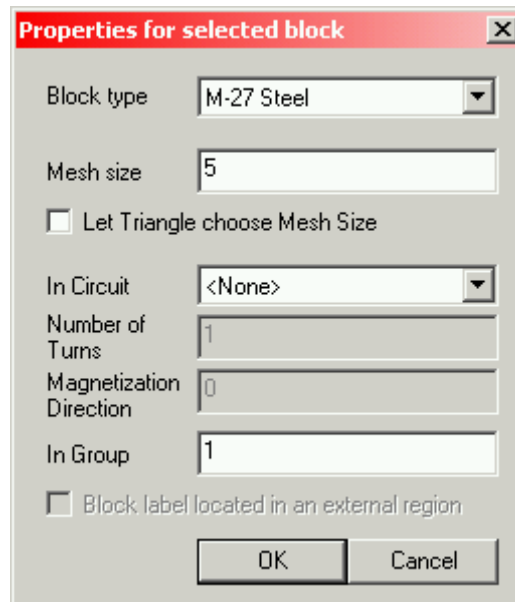 Properties for selected block
Block type
M-27 Steel
Mesh size
5
Let Triangle choose Mesh Size
In Circuit
<None>
Number of
Turns
1
Magnetization
Direction
0
In Group
1
Block label located in an external region
OK
Cancel